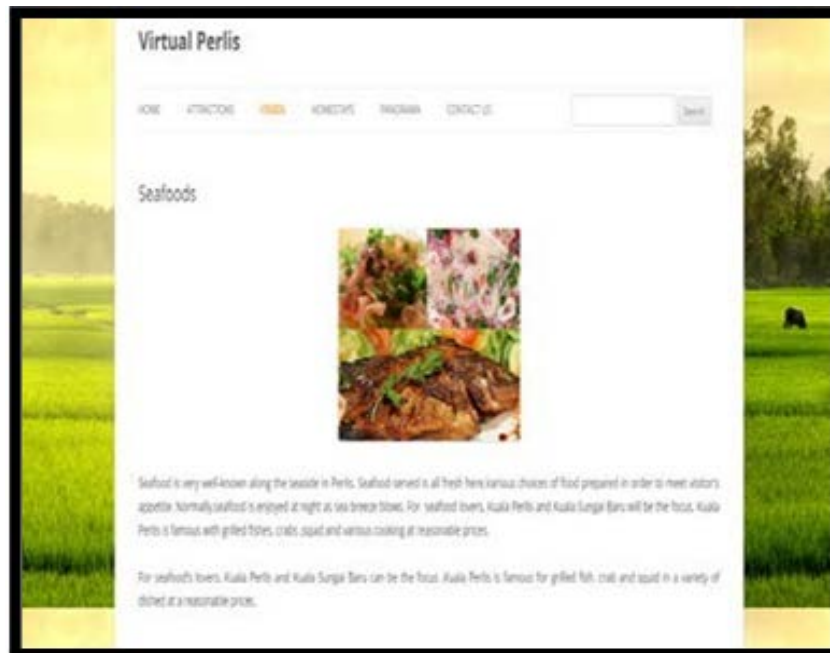 Virtual Perlis
HOME ATTRACTIONS FOODS HOMESTAYS PANORAMA CONTACT US Search
Seafoods
Seafood is very well-known along the seaside in Perlis. Seafood served is all fresh here.Various choices of food prepared in order to meet visitor's
appetite. Normally,seafood is enjoyed at night as sea breeze blows. For seafood lovers, Kuala Perlis and Kuala Sungai Baru will be the focus. Kuala
Perlis is famous with grilled fishes, crabs ,squid and various cooking at reasonable prices.
For seafood's lovers, Kuala Perlis and Kuala Sungai Baru can be the focus. Kuala Perlis is famous for grilled fish, crab and squid in a variety of
dished at a reasonable prices.